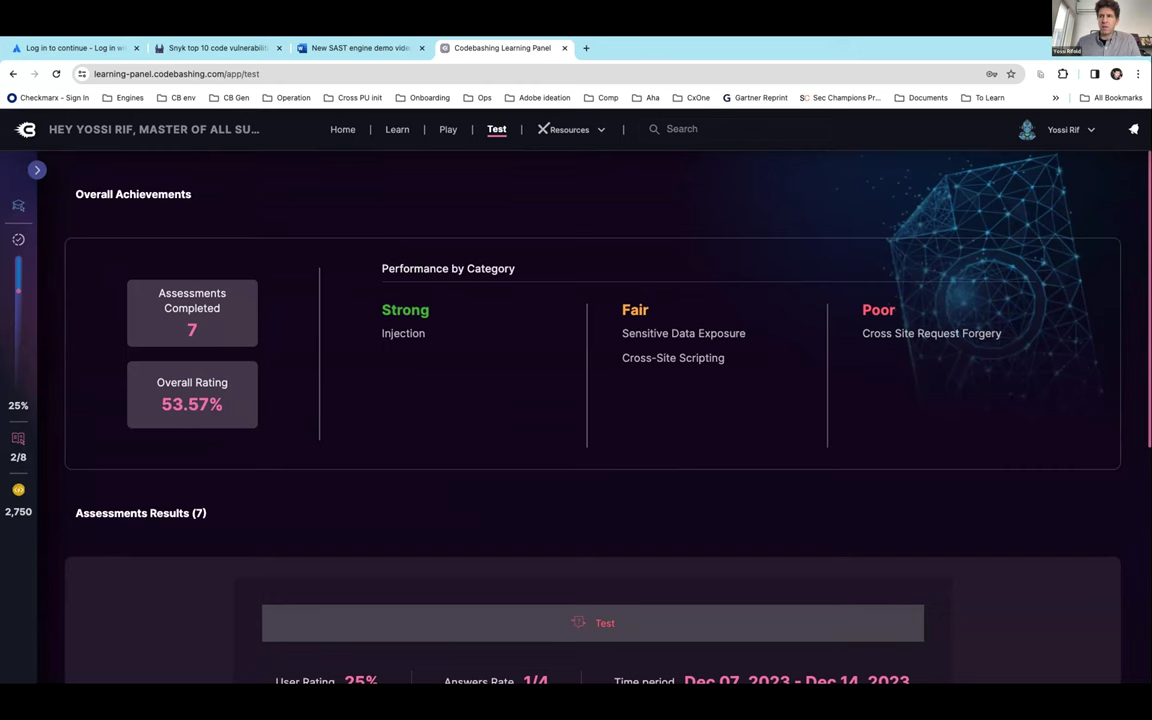 Yossi Rifold
Log in to continue - Log in wi
Snyk top 10 code vulnerabili
New SAST engine demo vide
Codebashing Learning Panel
learning-panel.codebashing.com/app/test
Checkmarx - Sign In
Engines
CB env
CB Gen
Operation
Cross PU init
Onboarding
Ops
Adobe ideation
Comp
Aha
CxOne
Gartner Reprint
Sec Champions Pr...
Documents
To Learn
All Bookmarks
HEY YOSSI RIF, MASTER OF ALL SU...
Home
Learn
Play
Test
Resources
Search
Yossi Rif
Overall Achievements
Assessments
Completed
7
Overall Rating
53.57%
Performance by Category
Strong
Injection
Fair
Sensitive Data Exposure
Cross-Site Scripting
Poor
Cross Site Request Forgery
25%
2/8
2,750
Assessments Results (7)
Test
User Rating 25%
Answers Rate 1/4
Time period Dec 07, 2023 - Dec 14, 2023